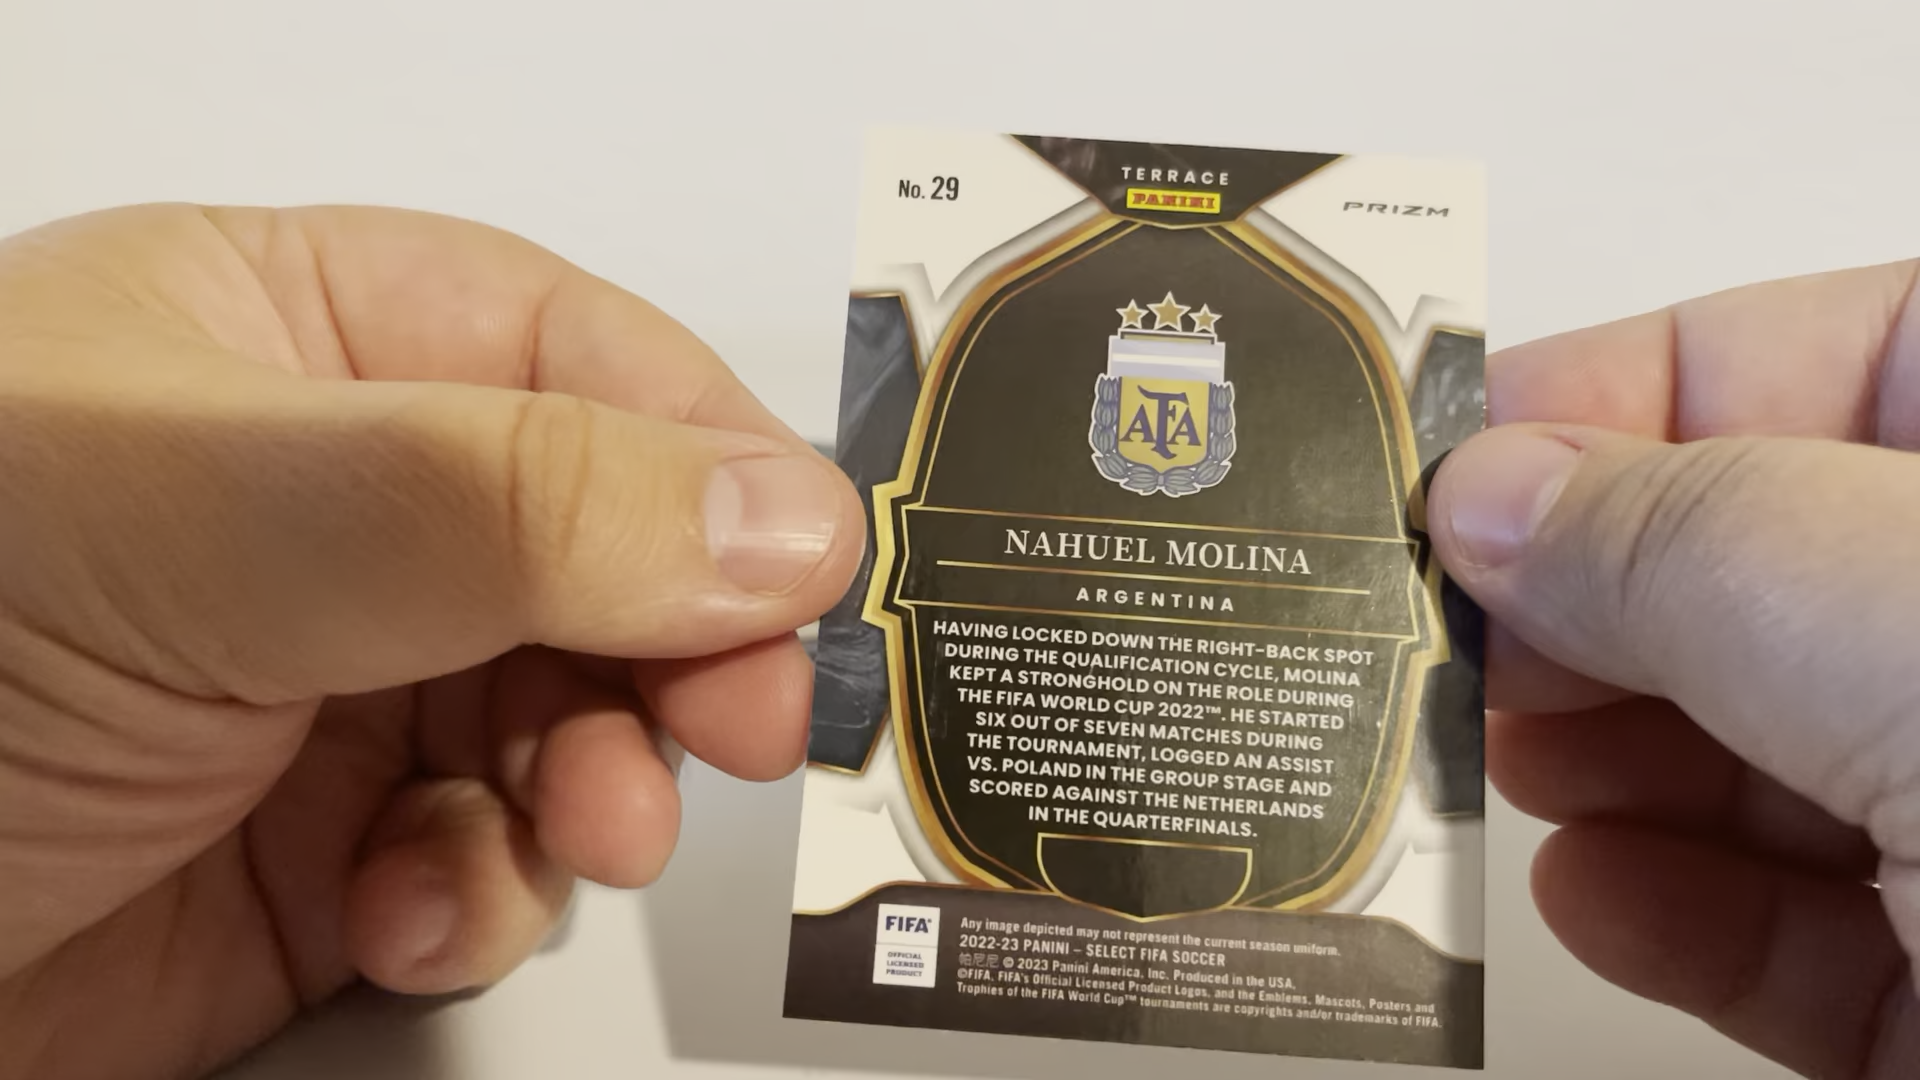 TERRACE
No. 29
PANINI
PRIZM
AFA
NAHUEL MOLINA
ARGENTINA
HAVING LOCKED DOWN THE RIGHT-BACK SPOT
DURING THE QUALIFICATION CYCLE, MOLINA
KEPT A STRONGHOLD ON THE ROLE DURING
THE FIFA WORLD CUP 2022™. HE STARTED
SIX OUT OF SEVEN MATCHES DURING
THE TOURNAMENT, LOGGED AN ASSIST
VS. POLAND IN THE GROUP STAGE AND
SCORED AGAINST THE NETHERLANDS
IN THE QUARTERFINALS.
FIFA®
OFFICIAL
LICENSED
PRODUCT
Any image depicted may not represent the current season uniform.
2022-23 PANINI – SELECT FIFA SOCCER
帕尼尼 © 2023 Panini America, Inc. Produced in the USA.
©FIFA, FIFA's Official Licensed Product Logos, and the Emblems, Mascots, Posters and
Trophies of the FIFA World Cup™ tournaments are copyrights and/or trademarks of FIFA.